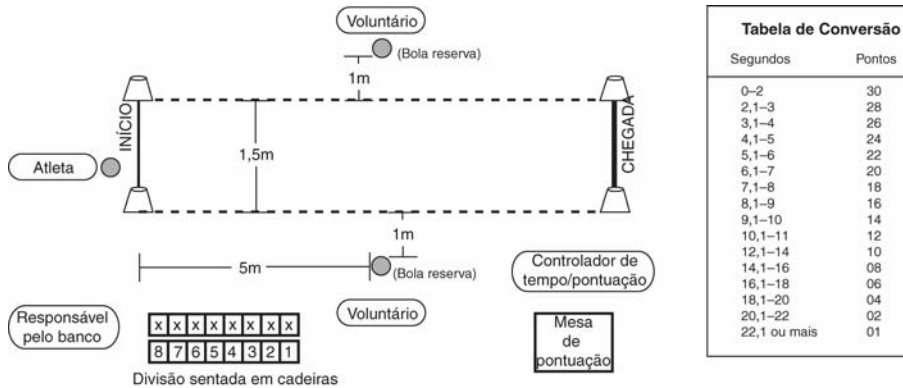 Voluntário
(Bola reserva)
1m
INÍCIO
CHEGADA
1,5m
Atleta
1m
5m
(Bola reserva)
Voluntário
Controlador de
tempo/pontuação
Responsável
pelo banco
x x x x x x x x
8 7 6 5 4 3 2 1
Divisão sentada em cadeiras
Mesa
de
pontuação
Tabela de Conversão
Segundos Pontos
0–2 30
2,1–3 28
3,1–4 26
4,1–5 24
5,1–6 22
6,1–7 20
7,1–8 18
8,1–9 16
9,1–10 14
10,1–11 12
12,1–14 10
14,1–16 08
16,1–18 06
18,1–20 04
20,1–22 02
22,1 ou mais 01